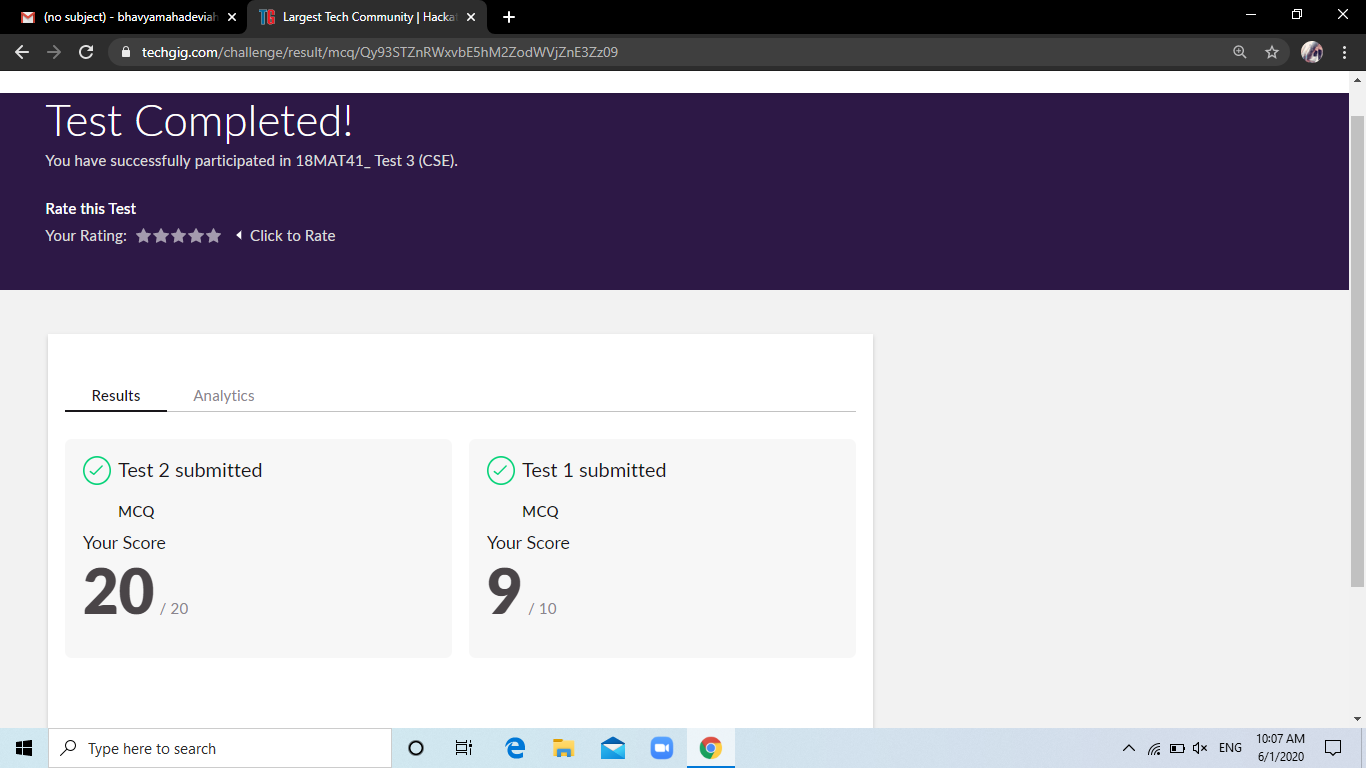 (no subject) - bhavyamahadeviah
Largest Tech Community | Hackat
techgig.com/challenge/result/mcq/Qy93STZnRWxvbE5hM2ZodWVjZnE3Zz09
Test Completed!
You have successfully participated in 18MAT41_ Test 3 (CSE).
Rate this Test
Your Rating: Click to Rate
Results Analytics
Test 2 submitted
MCQ
Your Score
20 / 20
Test 1 submitted
MCQ
Your Score
9 / 10
Type here to search
ENG
10:07 AM
6/1/2020